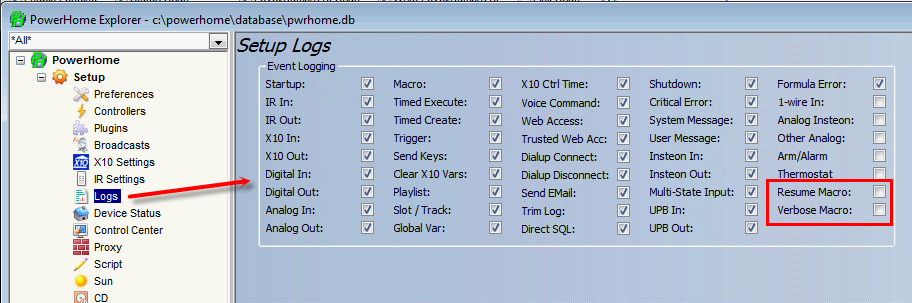 PowerHome Explorer - c:\powerhome\database\pwrhome.db
*All*
PowerHome
Setup
Preferences
Controllers
Plugins
Broadcasts
X10 X10 Settings
IR Settings
Logs
Device Status
Control Center
Proxy
Script
Sun
CD
Setup Logs
Event Logging
Startup: Macro: X10 Ctrl Time: Shutdown: Formula Error:
IR In: Timed Execute: Voice Command: Critical Error: 1-wire In:
IR Out: Timed Create: Web Access: System Message: Analog Insteon:
X10 In: Trigger: Trusted Web Acc: User Message: Other Analog:
X10 Out: Send Keys: Dialup Connect: Insteon In: Arm/Alarm
Digital In: Clear X10 Vars: Dialup Disconnect: Insteon Out: Thermostat
Digital Out: Playlist: Send EMail: Multi-State Input: Resume Macro:
Analog In: Slot / Track: Trim Log: UPB In: Verbose Macro:
Analog Out: Global Var: Direct SQL: UPB Out: